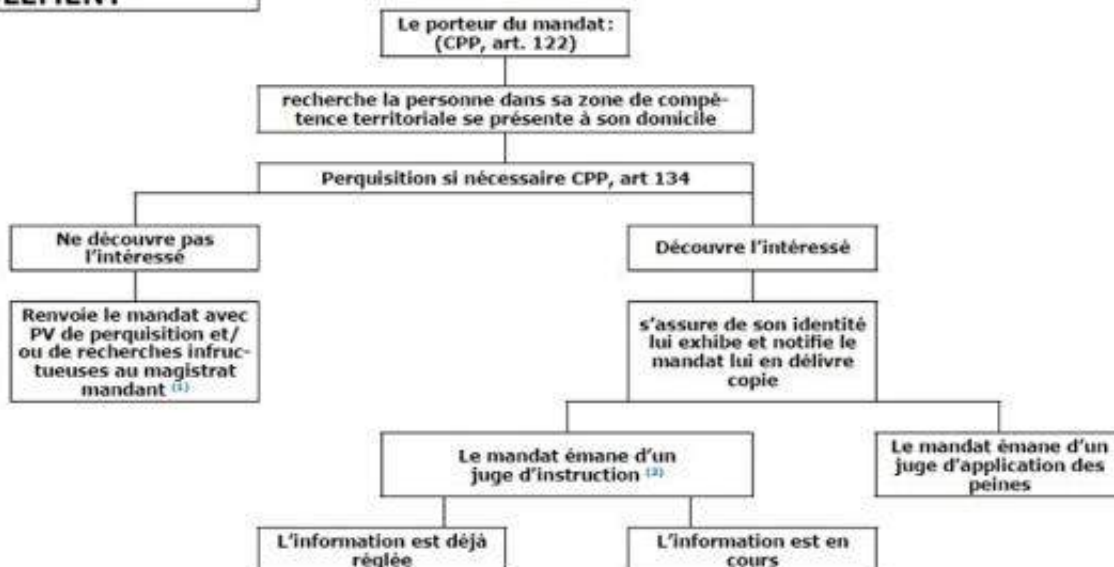 Le porteur du mandat:
(CPP, art. 122)
recherche la personne dans sa zone de compé-
tence territoriale se présente à son domicile
Perquisition si nécessaire CPP, art 134
Ne découvre pas
l'intéressé
Découvre l'intéressé
Renvoie le mandat avec
PV de perquisition et/
ou de recherches infruc-
tueuses au magistrat
mandant (1)
s'assure de son identité
lui exhibe et notifie le
mandat lui en délivre
copie
Le mandat émane d'un
juge d'instruction (2)
Le mandat émane d'un
juge d'application des
peines
L'information est déjà
réglée
L'information est en
cours